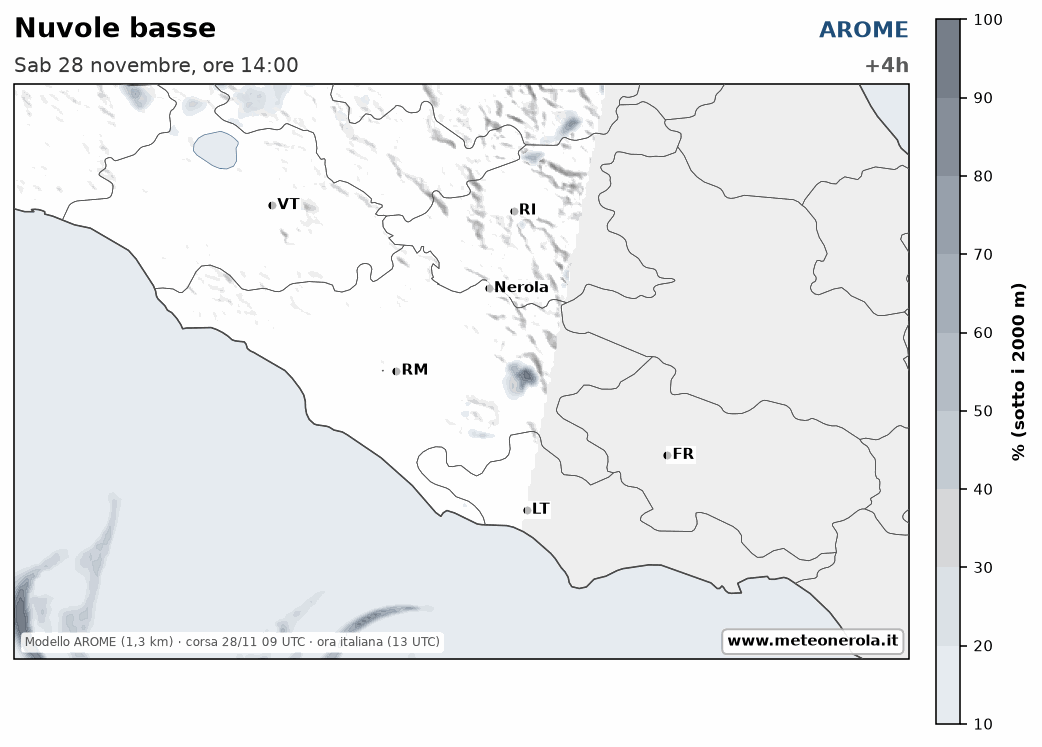 Nuvole basse
AROME
Sab 28 novembre, ore 14:00
+4h
VT
RI
Nerola
RM
FR
LT
Modello AROME (1,3 km) · corsa 28/11 09 UTC · ora italiana (13 UTC)
www.meteonerola.it
100
90
80
70
60
50
40
30
20
10
% (sotto i 2000 m)